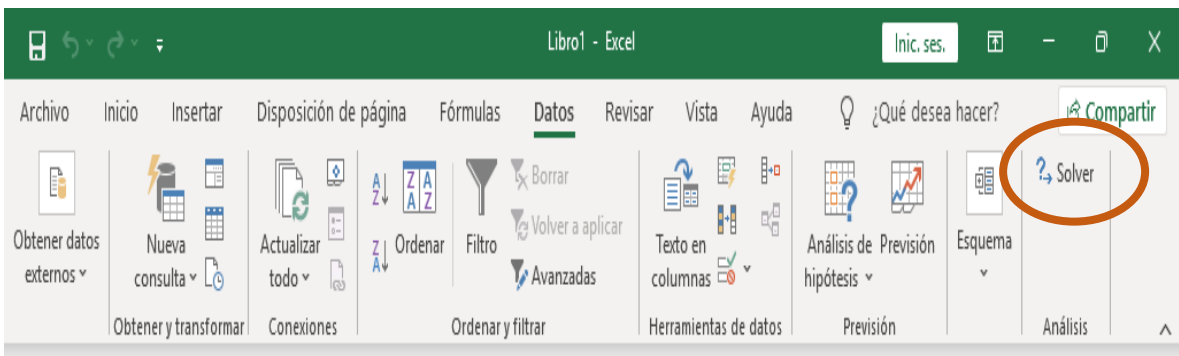 Libro1 - Excel
Inic. ses.
Archivo Inicio Insertar Disposición de página Fórmulas Datos Revisar Vista Ayuda ¿Qué desea hacer? Compartir
Obtener datos
externos
Nueva
consulta
Obtener y transformar
Actualizar
todo
Conexiones
Ordenar
Filtro
Borrar
Volver a aplicar
Avanzadas
Ordenar y filtrar
Texto en
columnas
Herramientas de datos
Análisis de
hipótesis
Previsión
Previsión
Esquema
Solver
Análisis